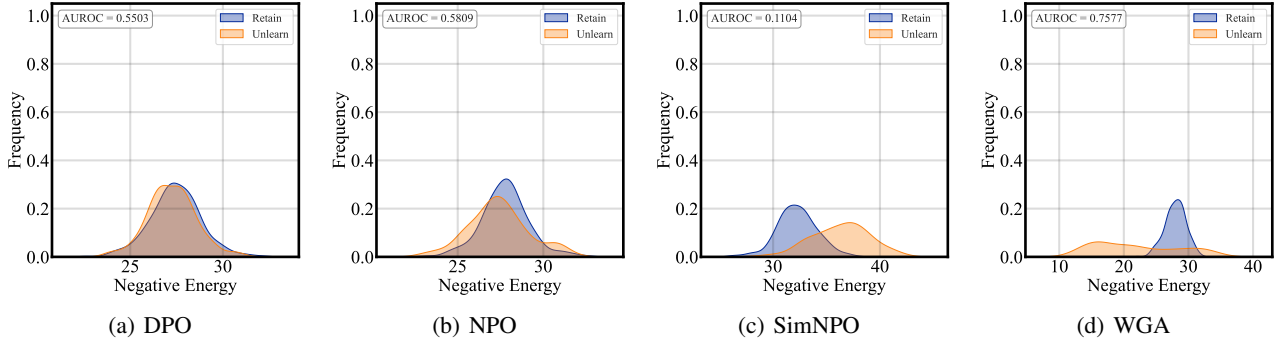 AUROC = 0.5503
Retain
Unlearn
1.0
0.8
0.6
0.4
0.2
0.0
Frequency
25
30
Negative Energy
(a) DPO
AUROC = 0.5809
Retain
Unlearn
1.0
0.8
0.6
0.4
0.2
0.0
Frequency
25
30
Negative Energy
(b) NPO
AUROC = 0.1104
Retain
Unlearn
1.0
0.8
0.6
0.4
0.2
0.0
Frequency
30
40
Negative Energy
(c) SimNPO
AUROC = 0.7577
Retain
Unlearn
1.0
0.8
0.6
0.4
0.2
0.0
Frequency
10
20
30
40
Negative Energy
(d) WGA